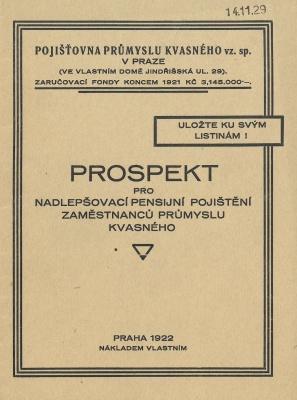 14.11.29
POJIŠŤOVNA PRŮMYSLU KVASNÉHO vz. sp.
V PRAZE
(VE VLASTNÍM DOMĚ JINDŘIŠSKÁ UL. 29).
ZARUČOVACÍ FONDY KONCEM 1921 KČ 3,145.000·–.
ULOŽTE KU SVÝM
LISTINÁM !
PROSPEKT
PRO
NADLEPŠOVACÍ PENSIJNÍ POJIŠTĚNÍ
ZAMĚSTNANCŮ PRŮMYSLU
KVASNÉHO
PRAHA 1922
NÁKLADEM VLASTNÍM